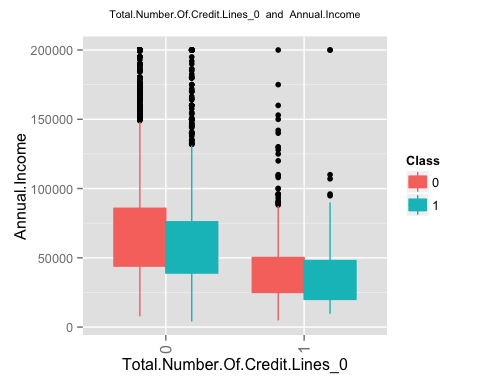 Total.Number.Of.Credit.Lines_0 and Annual.Income
200000
150000
100000
50000
0
Annual.Income
0
1
Total.Number.Of.Credit.Lines_0
Class
0
1